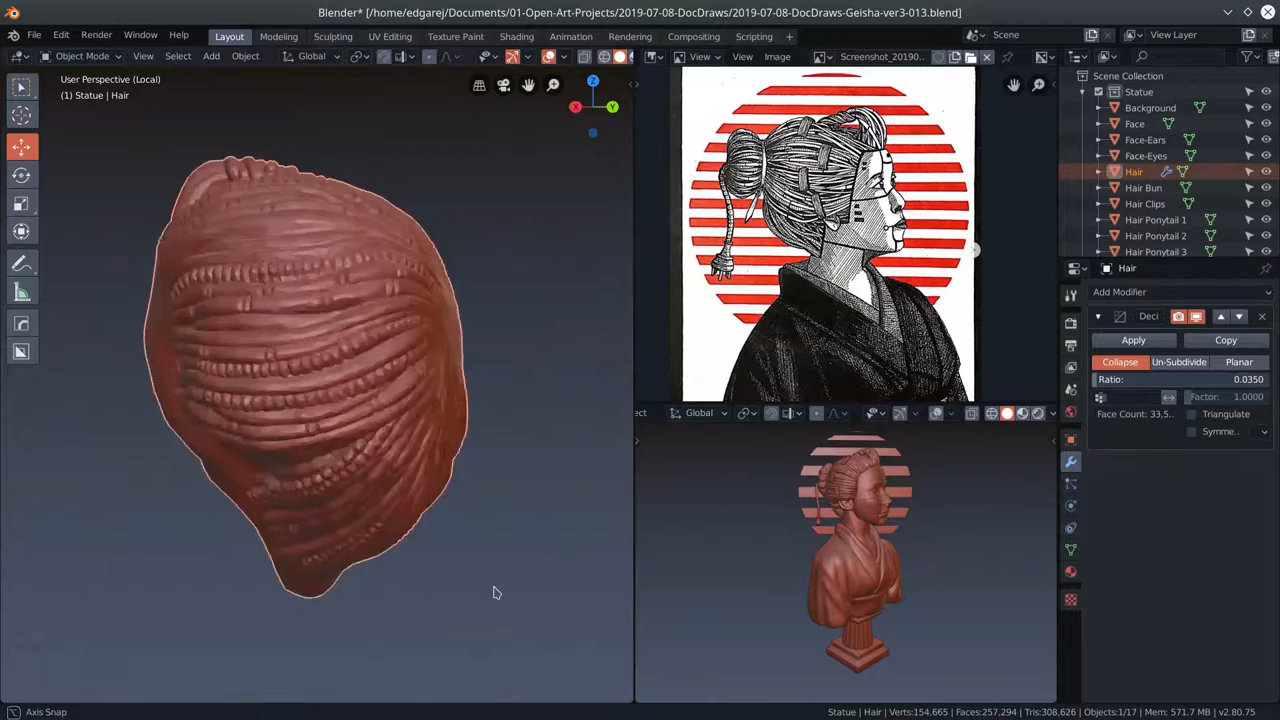 Blender* [/home/edgarej/Documents/01-Open-Art-Projects/2019-07-08-DocDraws/2019-07-08-DocDraws-Geisha-ver3-013.blend]
File Edit Render Window Help Layout Modeling Sculpting UV Editing Texture Paint Shading Animation Rendering Compositing Scripting + Scene View Layer
Object Mode View Select Add Object Global View View Image Screenshot_20190..
User Perspective (Local)
(1) Statue | Hair
Z
X
Y
Scene Collection
Statue
Background
Face
Face-Ears
Face-Eyes
Hair
Hair Bun
Hair Clips
Hair Ponytail 1
Hair Ponytail 2
Hair Ponytail 3
Hair
Add Modifier
Deci
Apply Copy
Collapse Un-Subdivide Planar
Ratio: 0.0350
Factor: 1.0000
Face Count: 33,5.. Triangulate
Symme..
ect Global
Axis Snap
Statue | Hair | Verts:154,665 | Faces:257,294 | Tris:308,626 | Objects:1/17 | Mem: 571.7 MB | v2.80.75